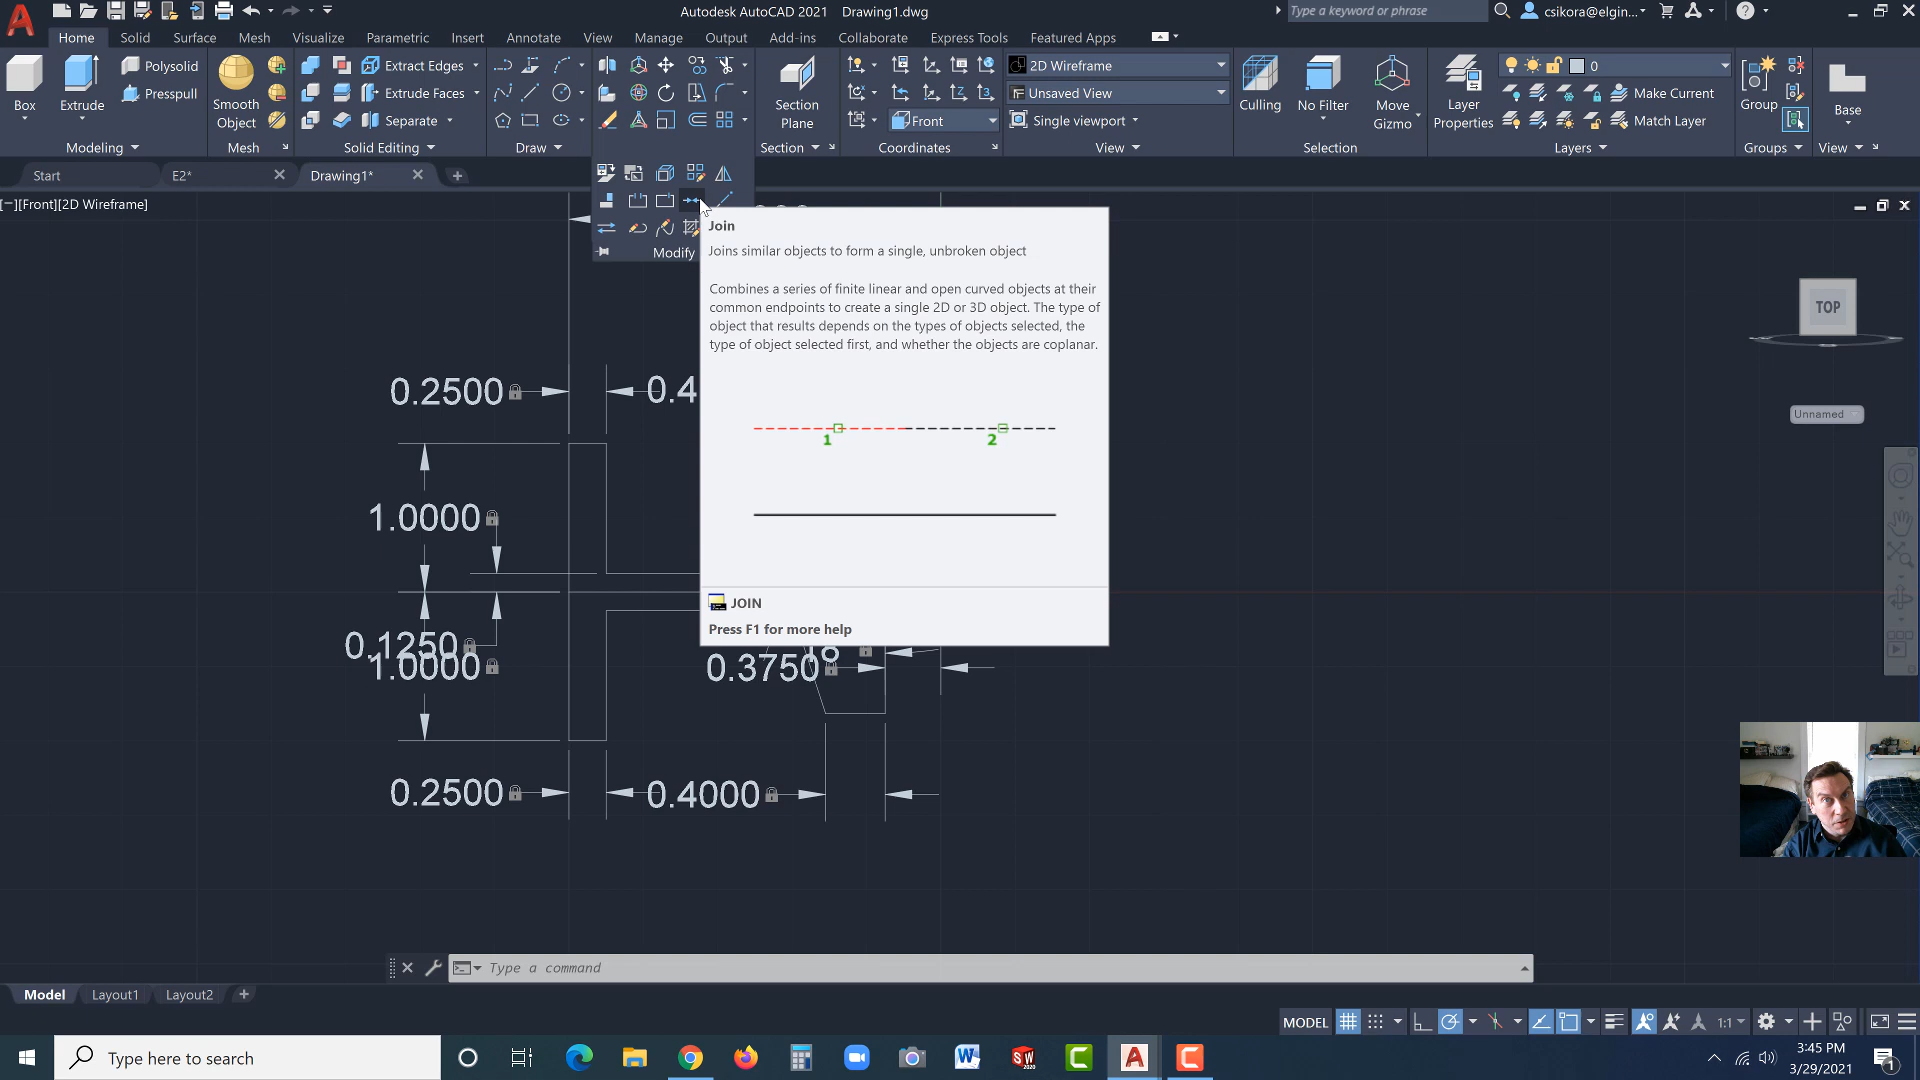 Autodesk AutoCAD 2021 Drawing1.dwg
Type a keyword or phrase
csikora@elgin...
Home Solid Surface Mesh Visualize Parametric Insert Annotate View Manage Output Add-ins Collaborate Express Tools Featured Apps
Box
Extrude
Polysolid
Presspull
Smooth
Object
Extract Edges
Extrude Faces
Separate
Section
Plane
Front
2D Wireframe
Unsaved View
Single viewport
Culling
No Filter
Move
Gizmo
Layer
Properties
0
Make Current
Match Layer
Group
Base
Modeling
Mesh
Solid Editing
Draw
Section
Coordinates
View
Selection
Layers
Groups
View
Start
E2*
Drawing1*
[−][Front][2D Wireframe]
Modify
Join
Joins similar objects to form a single, unbroken object
Combines a series of finite linear and open curved objects at their
common endpoints to create a single 2D or 3D object. The type of
object that results depends on the types of objects selected, the
type of object selected first, and whether the objects are coplanar.
1 2
JOIN
Press F1 for more help
TOP
Unnamed
0.2500
0.4
1.0000
0.1250
1.0000
0.3750
0.2500
0.4000
Type a command
Model Layout1 Layout2
MODEL
1:1
Type here to search
3:45 PM
3/29/2021
1